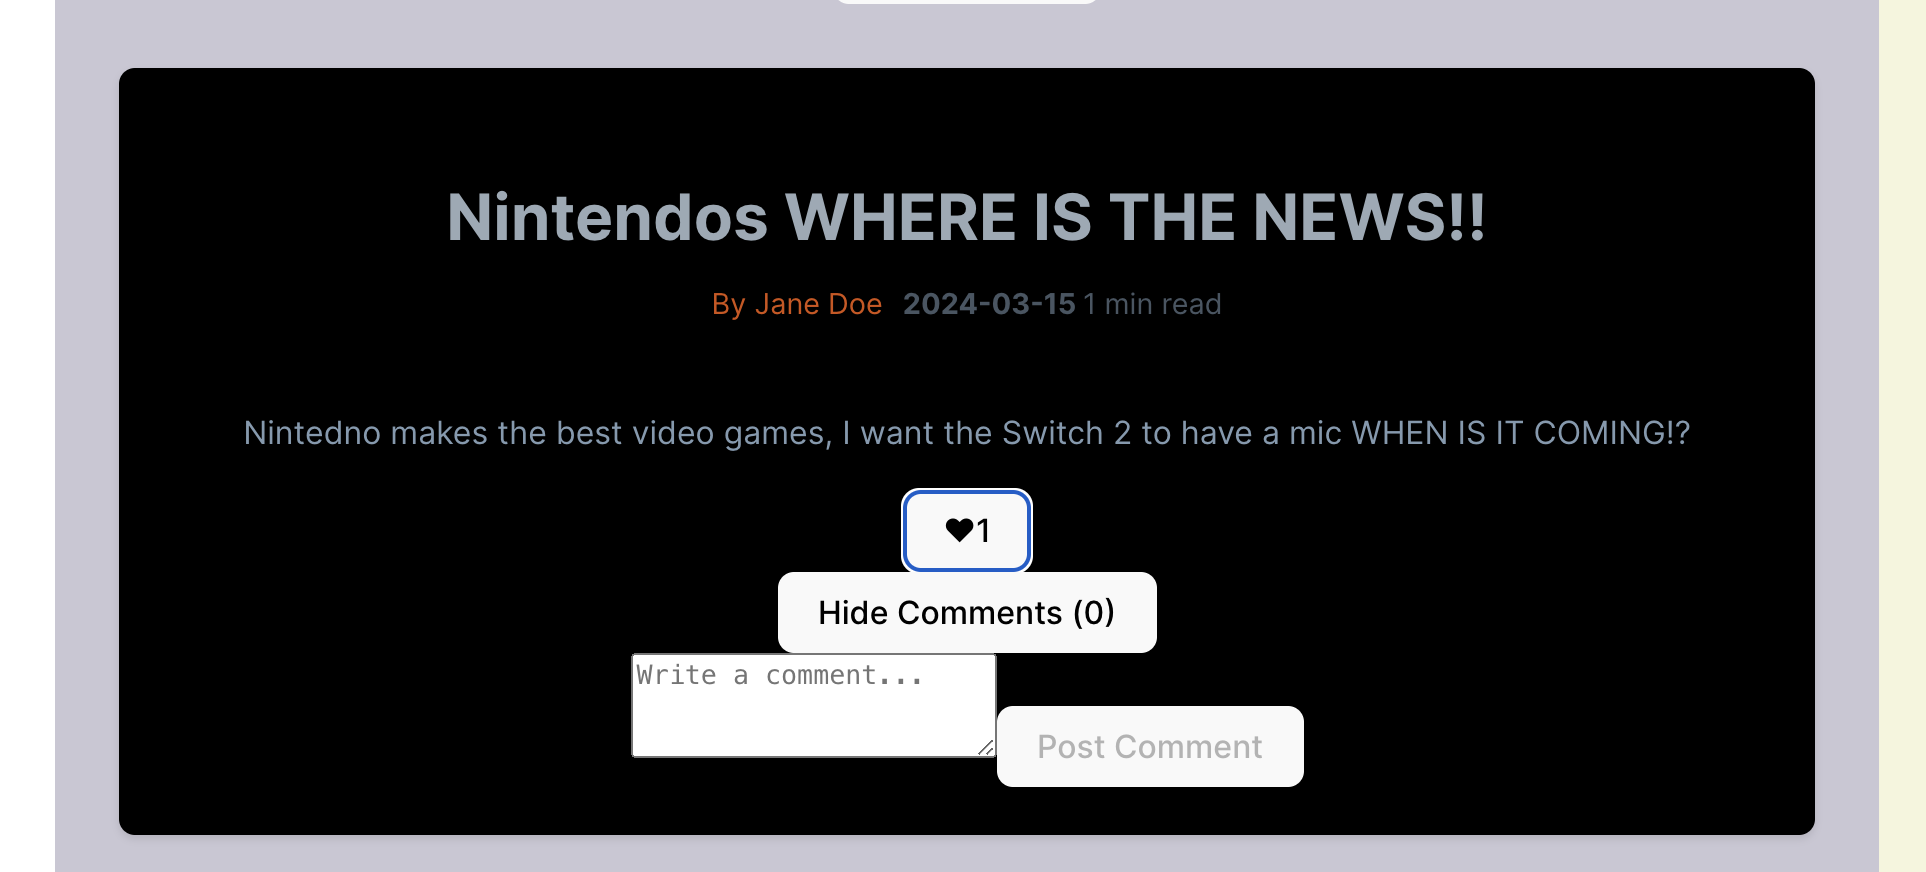 Nintendos WHERE IS THE NEWS!!
By Jane Doe 2024-03-15 1 min read
Nintedno makes the best video games, I want the Switch 2 to have a mic WHEN IS IT COMING!?
♥1
Hide Comments (0)
Write a comment...
Post Comment